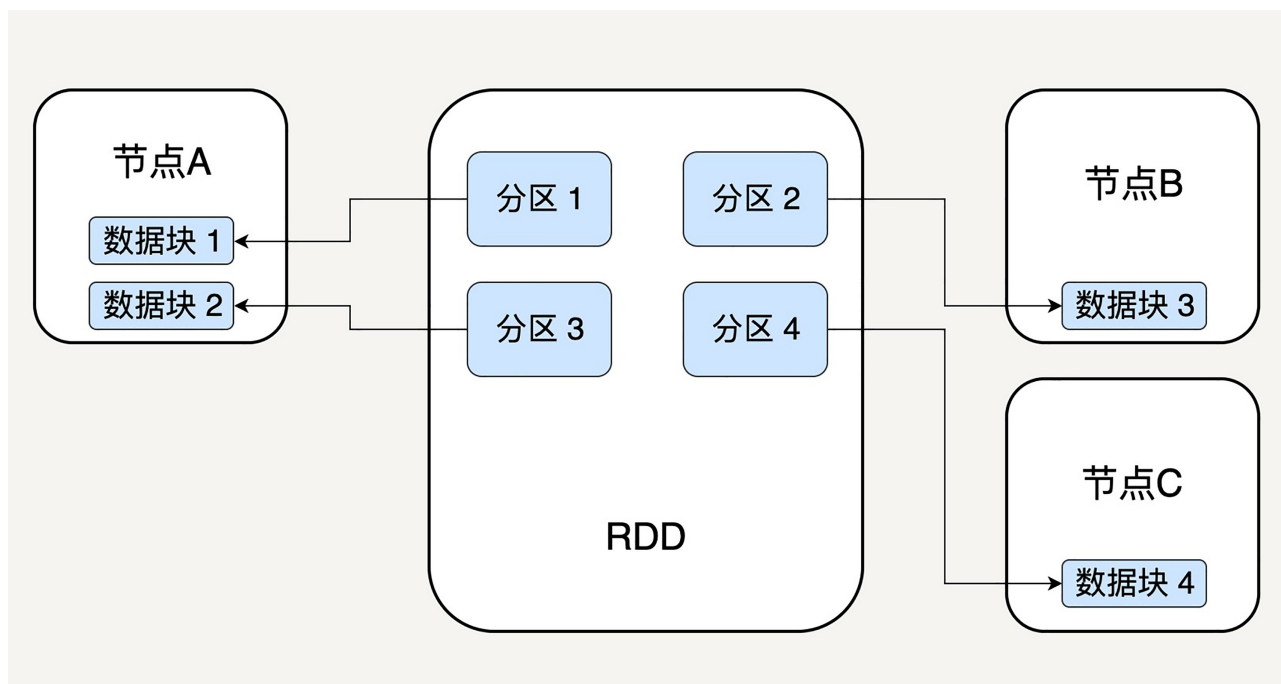 节点A
数据块 1
数据块 2
分区 1
分区 2
分区 3
分区 4
RDD
节点B
数据块 3
节点C
数据块 4